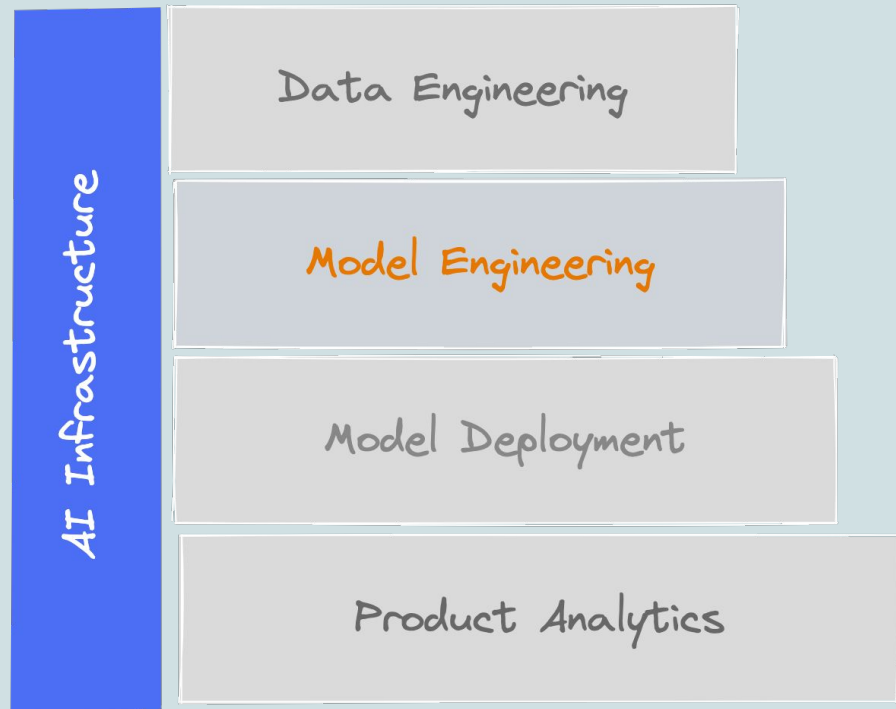 AI Infrastructure
Data Engineering
Model Engineering
Model Deployment
Product Analytics